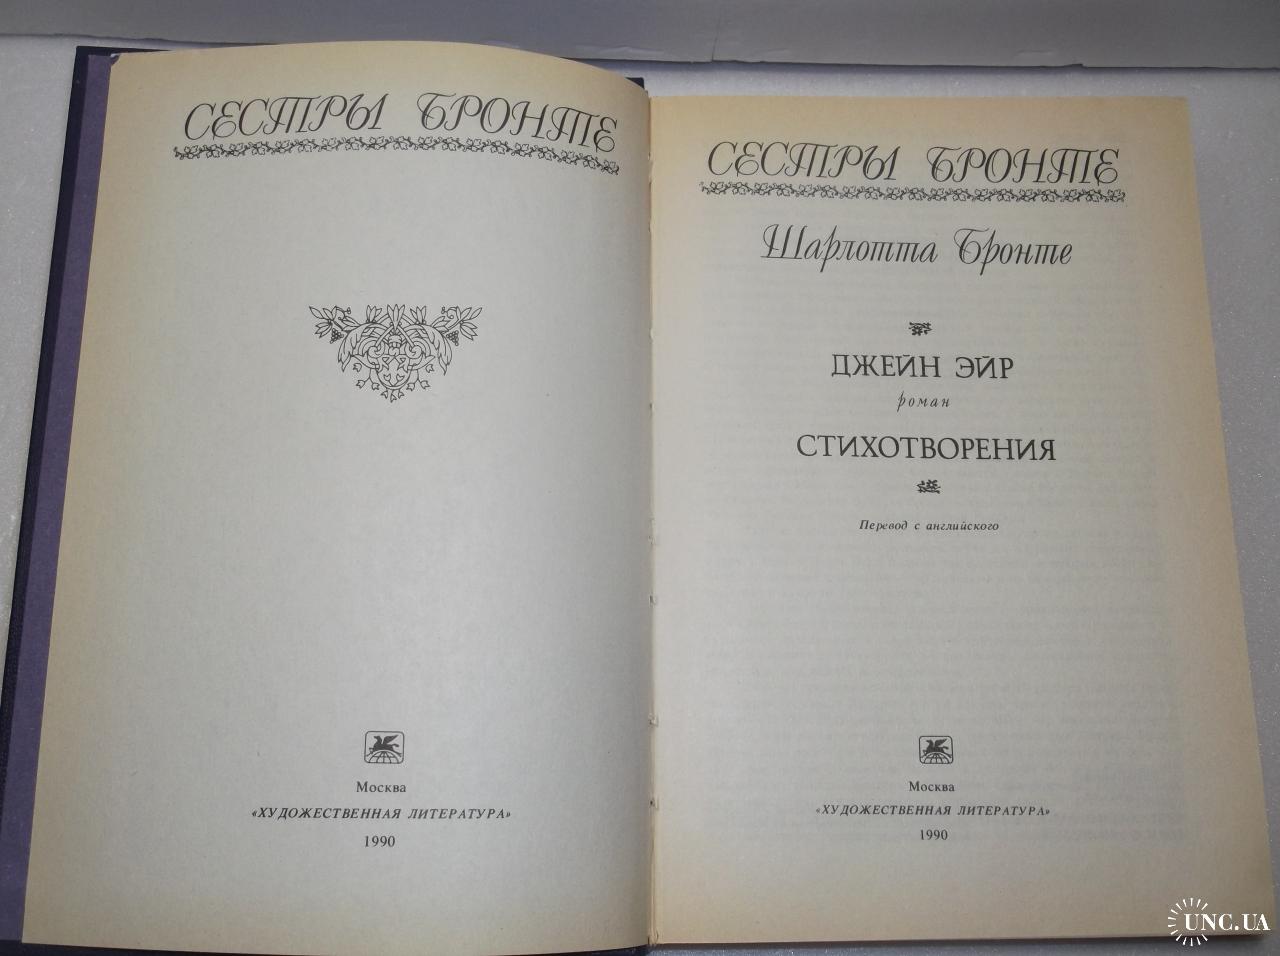 СЕСТРЫ БРОНТЕ
Москва
«ХУДОЖЕСТВЕННАЯ ЛИТЕРАТУРА»
1990
СЕСТРЫ БРОНТЕ
Шарлотта Бронте
ДЖЕЙН ЭЙР
роман
СТИХОТВОРЕНИЯ
Перевод с английского
Москва
«ХУДОЖЕСТВЕННАЯ ЛИТЕРАТУРА»
1990
UNC.UA